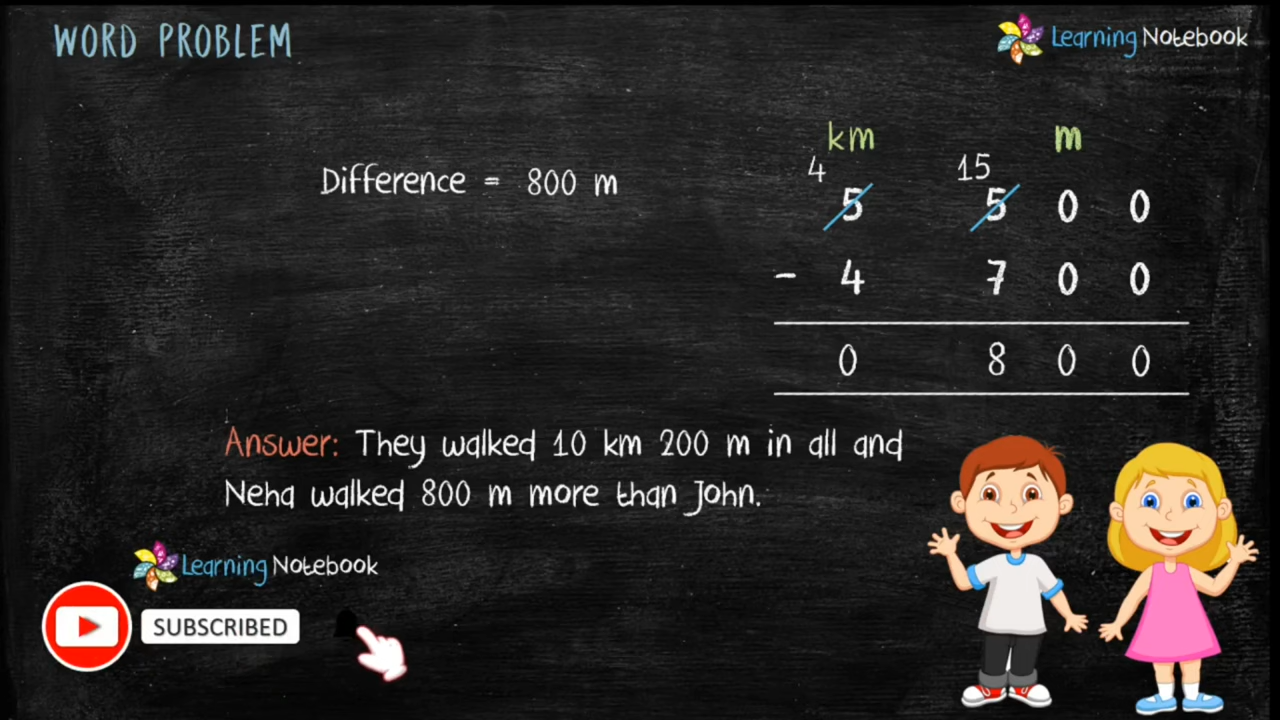 WORD PROBLEM
Learning Notebook
km m
4 15
Difference = 800 m
5 5 0 0
- 4 7 0 0
0 8 0 0
Answer: They walked 10 km 200 m in all and
Neha walked 800 m more than John.
Learning Notebook
SUBSCRIBED